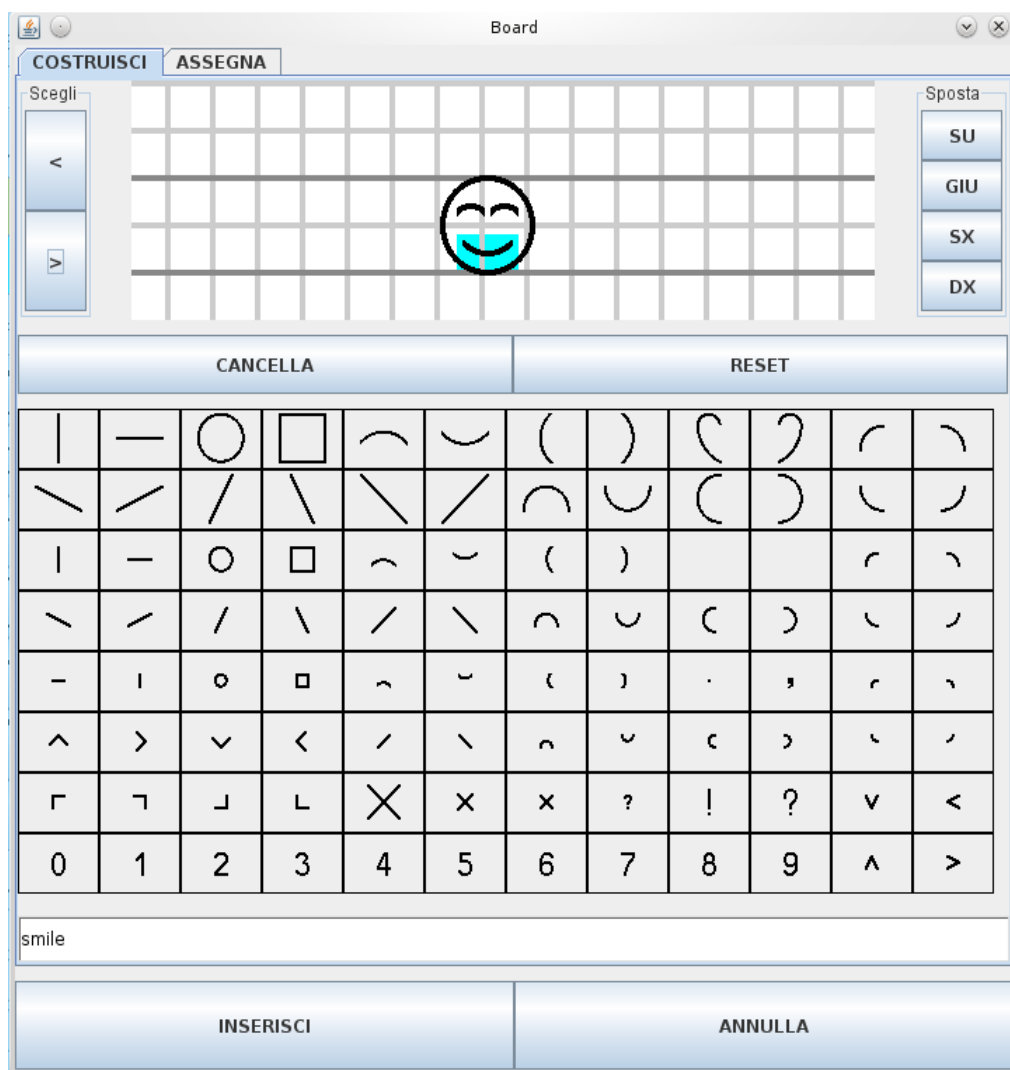 Board
COSTRUISCI ASSEGNA
Scegli
Sposta
<
>
SU
GIU
SX
DX
CANCELLA RESET
! ? v <
0 1 2 3 4 5 6 7 8 9 ^ >
smile
INSERISCI ANNULLA